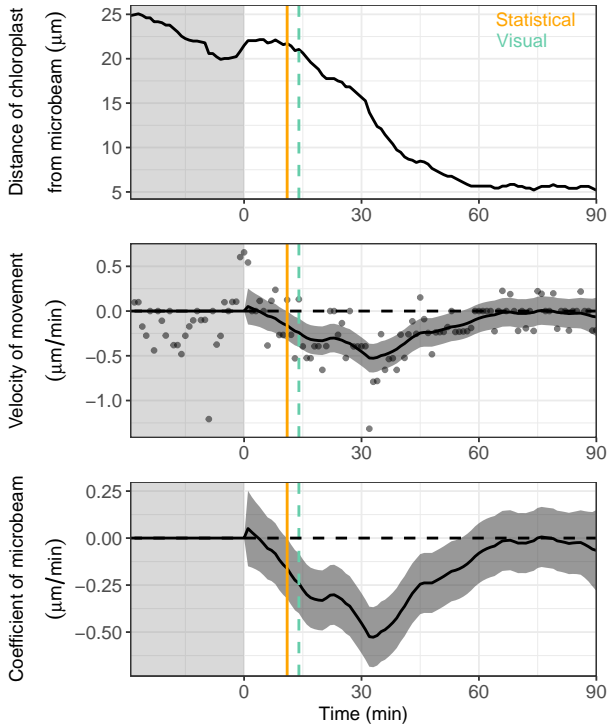 Distance of chloroplast
from microbeam (μm)
25
20
15
10
5
Statistical
Visual
0
30
60
90
Velocity of movement
(μm/min)
0.5
0.0
−0.5
−1.0
0
30
60
90
Coefficient of microbeam
(μm/min)
0.25
0.00
−0.25
−0.50
0
30
60
90
Time (min)